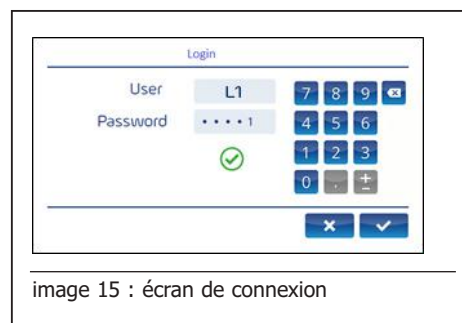 Login
User L1 7 8 9
Password ••••1 4 5 6
1 2 3
0 . ±
image 15 : écran de connexion